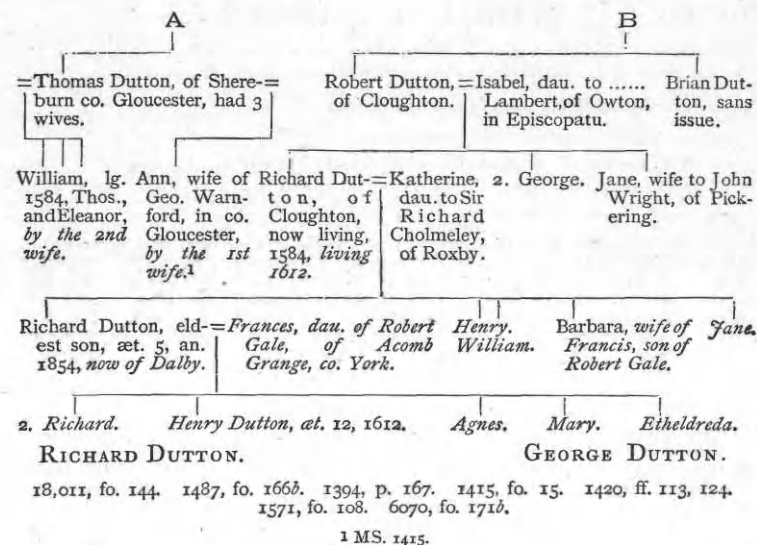 A B
=Thomas Dutton, of Shere-=
burn co. Gloucester, had 3
wives.
Robert Dutton,=Isabel, dau. to ......
of Cloughton. Lambert, of Owton,
in Episcopatu.
Brian Dut-
ton, sans
issue.
William, lg.
1584, Thos.,
and Eleanor,
by the 2nd
wife.
Ann, wife of
Geo. Warn-
ford, in co.
Gloucester,
by the 1st
wife.1
Richard Dut-=Katherine,
ton, of
Cloughton,
now living,
1584, living
1612.
dau. to Sir
Richard
Cholmeley,
of Roxby.
2. George.
Jane, wife to John
Wright, of Pick-
ering.
Richard Dutton, eld-=Frances, dau. of Robert
est son, æt. 5, an.
1854, now of Dalby.
Gale, of Acomb
Grange, co. York.
Henry.
William.
Barbara, wife of
Francis, son of
Robert Gale.
Jane.
2. Richard. Henry Dutton, æt. 12, 1612. Agnes. Mary. Etheldreda.
RICHARD DUTTON. GEORGE DUTTON.
18,011, fo. 144. 1487, fo. 166b. 1394, p. 167. 1415, fo. 15. 1420, ff. 113, 124.
1571, fo. 108. 6070, fo. 171b.
1 MS. 1415.